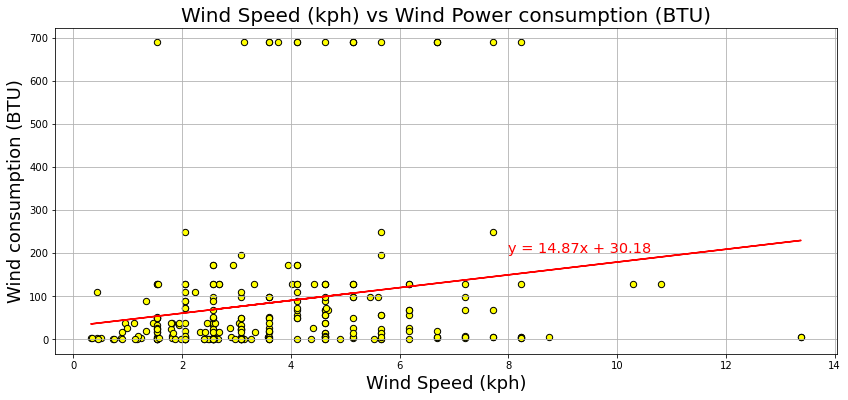 Wind Speed (kph) vs Wind Power consumption (BTU)
Wind consumption (BTU)
700
600
500
400
300
200
100
0
y = 14.87x + 30.18
0 2 4 6 8 10 12 14
Wind Speed (kph)